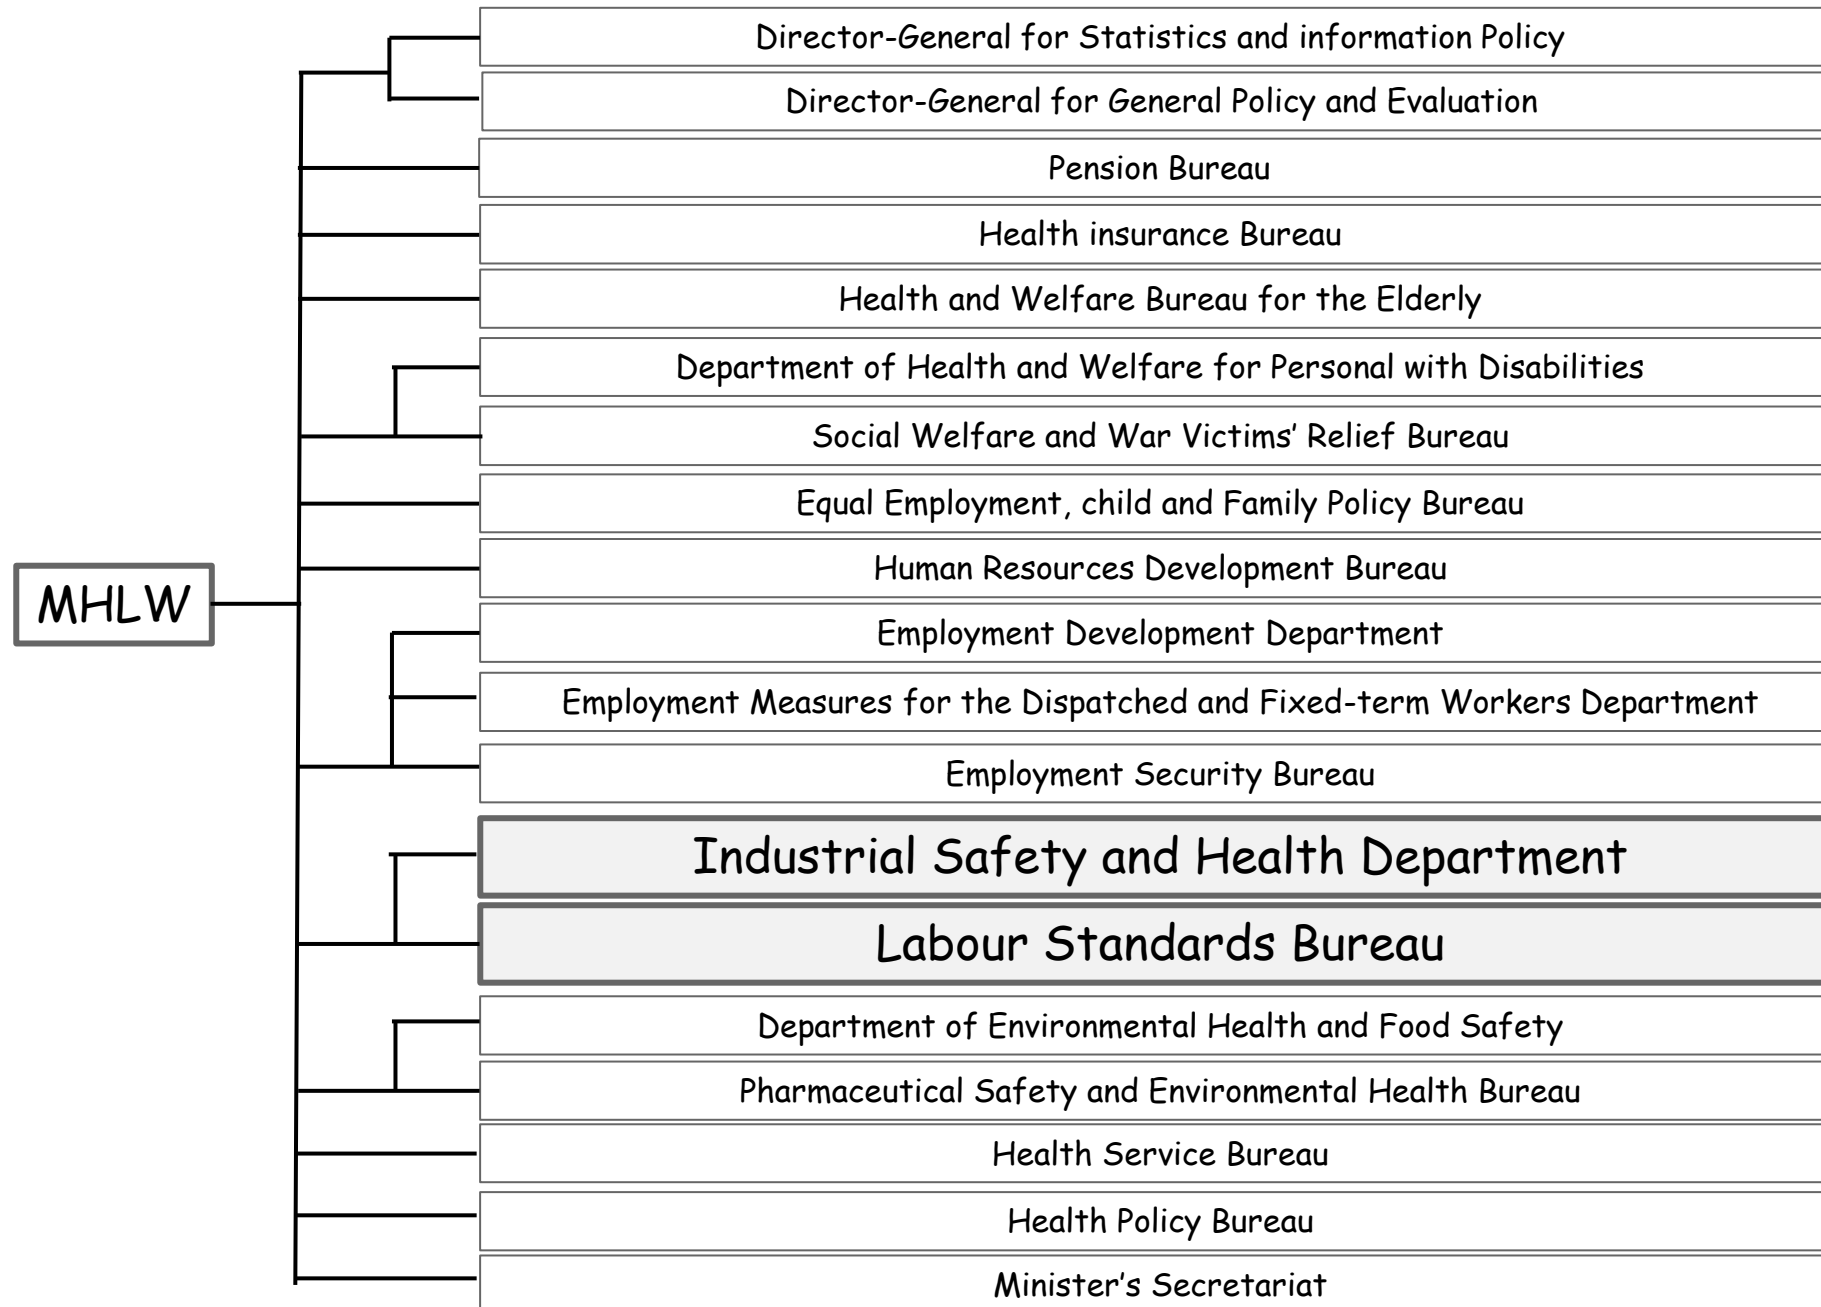 Director-General for Statistics and information Policy
Director-General for General Policy and Evaluation
Pension Bureau
Health insurance Bureau
Health and Welfare Bureau for the Elderly
Department of Health and Welfare for Personal with Disabilities
Social Welfare and War Victims’ Relief Bureau
Equal Employment, child and Family Policy Bureau
Human Resources Development Bureau
MHLW
Employment Development Department
Employment Measures for the Dispatched and Fixed-term Workers Department
Employment Security Bureau
Industrial Safety and Health Department
Labour Standards Bureau
Department of Environmental Health and Food Safety
Pharmaceutical Safety and Environmental Health Bureau
Health Service Bureau
Health Policy Bureau
Minister’s Secretariat